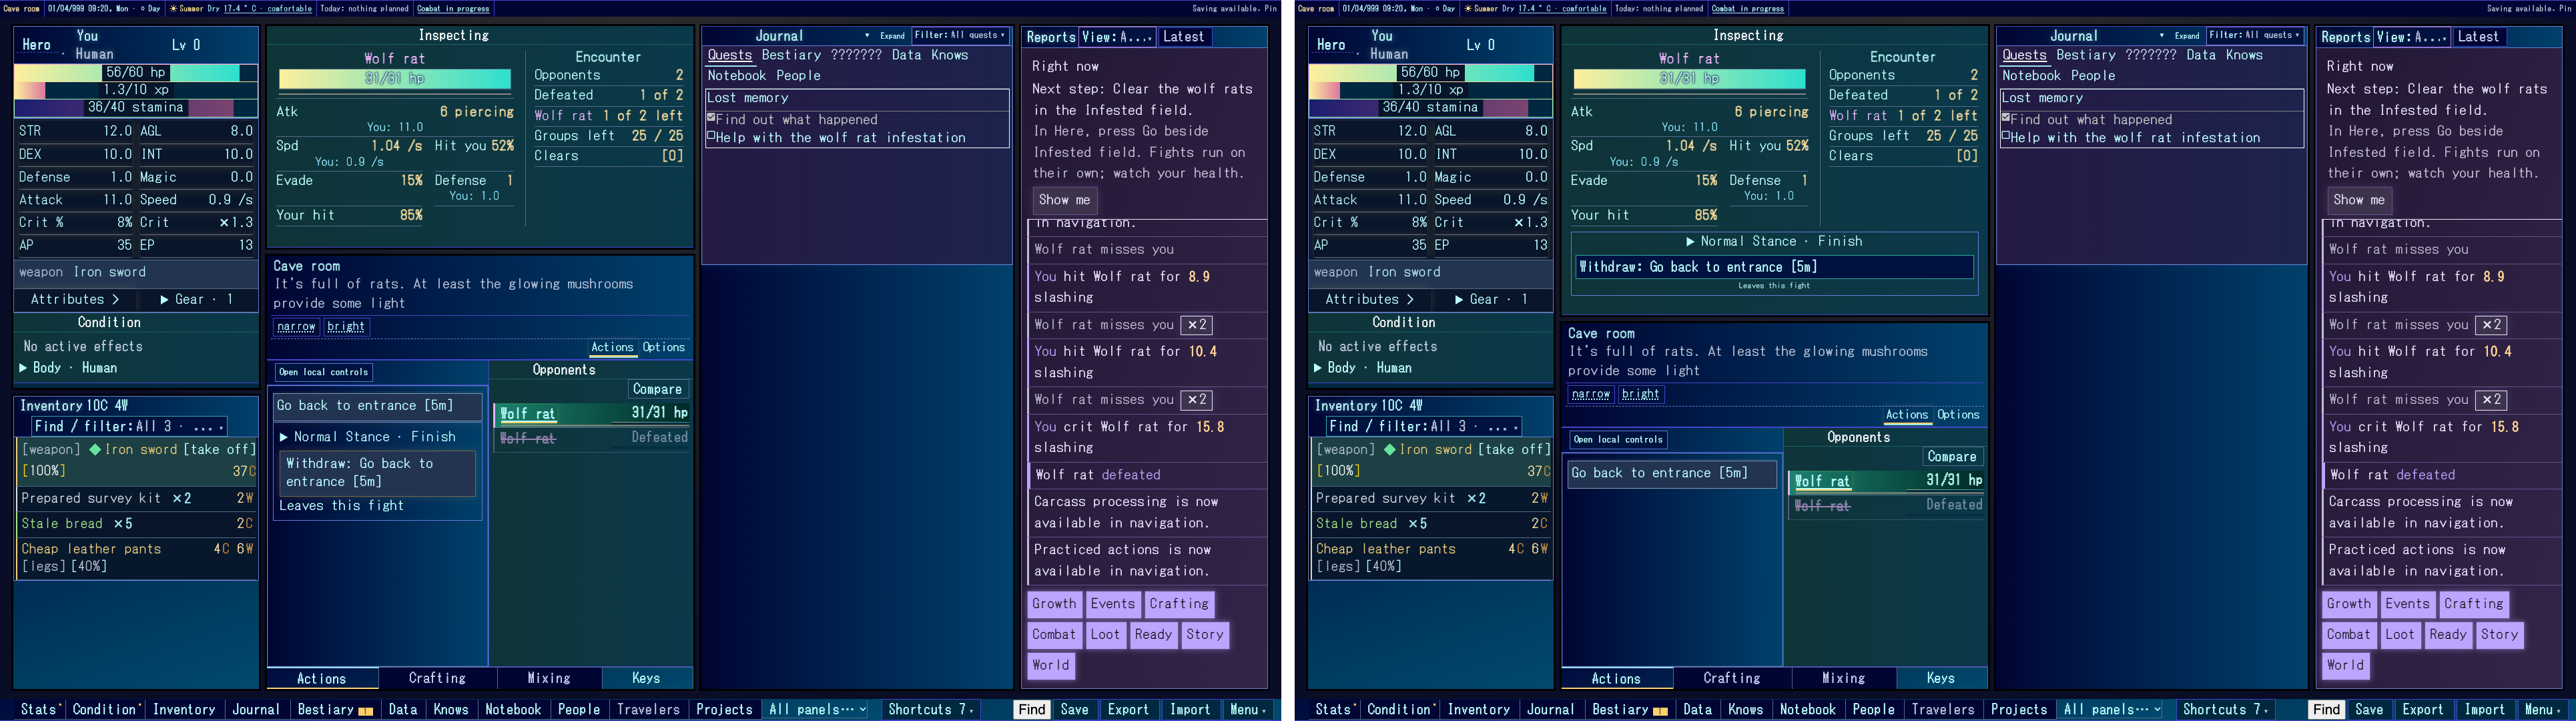 Cave room
01/04/999 09:20, Mon · ☼ Day
☀ Summer Dry 17.4 ° C · comfortable
Today: nothing planned
Combat in progress
Saving available. Pin
Hero
You
Human
Lv 0
56/60 hp
1.3/10 xp
36/40 stamina
STR 12.0 AGL 8.0
DEX 10.0 INT 10.0
Defense 1.0 Magic 0.0
Attack 11.0 Speed 0.9 /s
Crit % 8% Crit ×1.3
AP 35 EP 13
weapon Iron sword
Attributes >
▶ Gear · 1
Condition
No active effects
▶ Body · Human
Inventory 10C 4W
Find / filter:All 3 · ... ▾
[weapon] ◆Iron sword [take off]
[100%] 37C
Prepared survey kit ×2 2W
Stale bread ×5 2C
Cheap leather pants 4C 6W
[legs] [40%]
Inspecting
Wolf rat
31/31 hp
Atk 6 piercing
You: 11.0
Spd 1.04 /s Hit you 52%
You: 0.9 /s
Evade 15% Defense 1
You: 1.0
Your hit 85%
Encounter
Opponents 2
Defeated 1 of 2
Wolf rat 1 of 2 left
Groups left 25 / 25
Clears [0]
Cave room
It's full of rats. At least the glowing mushrooms
provide some light
narrow bright
Actions Options
Open local controls
Go back to entrance [5m]
▶ Normal Stance · Finish
Withdraw: Go back to
entrance [5m]
Leaves this fight
Opponents
Compare
Wolf rat 31/31 hp
Wolf rat Defeated
Actions Crafting Mixing Keys
Journal ▾ Expand Filter:All quests▾
Quests Bestiary ??????? Data Knows
Notebook People
Lost memory
Find out what happened
Help with the wolf rat infestation
Reports View: A...▾ Latest
Right now
Next step: Clear the wolf rats
in the Infested field.
In Here, press Go beside
Infested field. Fights run on
their own; watch your health.
Show me
in navigation.
Wolf rat misses you
You hit Wolf rat for 8.9
slashing
Wolf rat misses you ×2
You hit Wolf rat for 10.4
slashing
Wolf rat misses you ×2
You crit Wolf rat for 15.8
slashing
Wolf rat defeated
Carcass processing is now
available in navigation.
Practiced actions is now
available in navigation.
Growth Events Crafting
Combat Loot Ready Story
World
Stats Condition Inventory Journal Bestiary Data Knows Notebook People Travelers Projects All panels… Shortcuts 7▾ Find Save Export Import Menu▾
Cave room
01/04/999 09:20, Mon · ☼ Day
☀ Summer Dry 17.4 ° C · comfortable
Today: nothing planned
Combat in progress
Saving available. Pin
Hero
You
Human
Lv 0
56/60 hp
1.3/10 xp
36/40 stamina
STR 12.0 AGL 8.0
DEX 10.0 INT 10.0
Defense 1.0 Magic 0.0
Attack 11.0 Speed 0.9 /s
Crit % 8% Crit ×1.3
AP 35 EP 13
weapon Iron sword
Attributes >
▶ Gear · 1
Condition
No active effects
▶ Body · Human
Inventory 10C 4W
Find / filter:All 3 · ... ▾
[weapon] ◆Iron sword [take off]
[100%] 37C
Prepared survey kit ×2 2W
Stale bread ×5 2C
Cheap leather pants 4C 6W
[legs] [40%]
Inspecting
Wolf rat
31/31 hp
Atk 6 piercing
You: 11.0
Spd 1.04 /s Hit you 52%
You: 0.9 /s
Evade 15% Defense 1
You: 1.0
Your hit 85%
Encounter
Opponents 2
Defeated 1 of 2
Wolf rat 1 of 2 left
Groups left 25 / 25
Clears [0]
▶ Normal Stance · Finish
Withdraw: Go back to entrance [5m]
Leaves this fight
Cave room
It's full of rats. At least the glowing mushrooms
provide some light
narrow bright
Actions Options
Open local controls
Go back to entrance [5m]
Opponents
Compare
Wolf rat 31/31 hp
Wolf rat Defeated
Actions Crafting Mixing Keys
Journal ▾ Expand Filter:All quests▾
Quests Bestiary ??????? Data Knows
Notebook People
Lost memory
Find out what happened
Help with the wolf rat infestation
Reports View: A...▾ Latest
Right now
Next step: Clear the wolf rats
in the Infested field.
In Here, press Go beside
Infested field. Fights run on
their own; watch your health.
Show me
in navigation.
Wolf rat misses you
You hit Wolf rat for 8.9
slashing
Wolf rat misses you ×2
You hit Wolf rat for 10.4
slashing
Wolf rat misses you ×2
You crit Wolf rat for 15.8
slashing
Wolf rat defeated
Carcass processing is now
available in navigation.
Practiced actions is now
available in navigation.
Growth Events Crafting
Combat Loot Ready Story
World
Stats Condition Inventory Journal Bestiary Data Knows Notebook People Travelers Projects All panels… Shortcuts 7▾ Find Save Export Import Menu▾